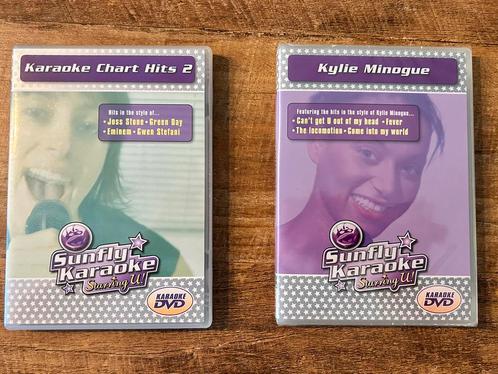 Karaoke Chart Hits 2
Hits in the style of...
• Joss Stone • Green Day
• Eminem • Gwen Stefani
Sunfly
Karaoke
Starring U!
KARAOKE
DVD
Kylie Minogue
Featuring the hits in the style of Kylie Minogue...
• Can't get U out of my head • Fever
• The locomotion • Come into my world
Sunfly
Karaoke
Starring U!
KARAOKE
DVD